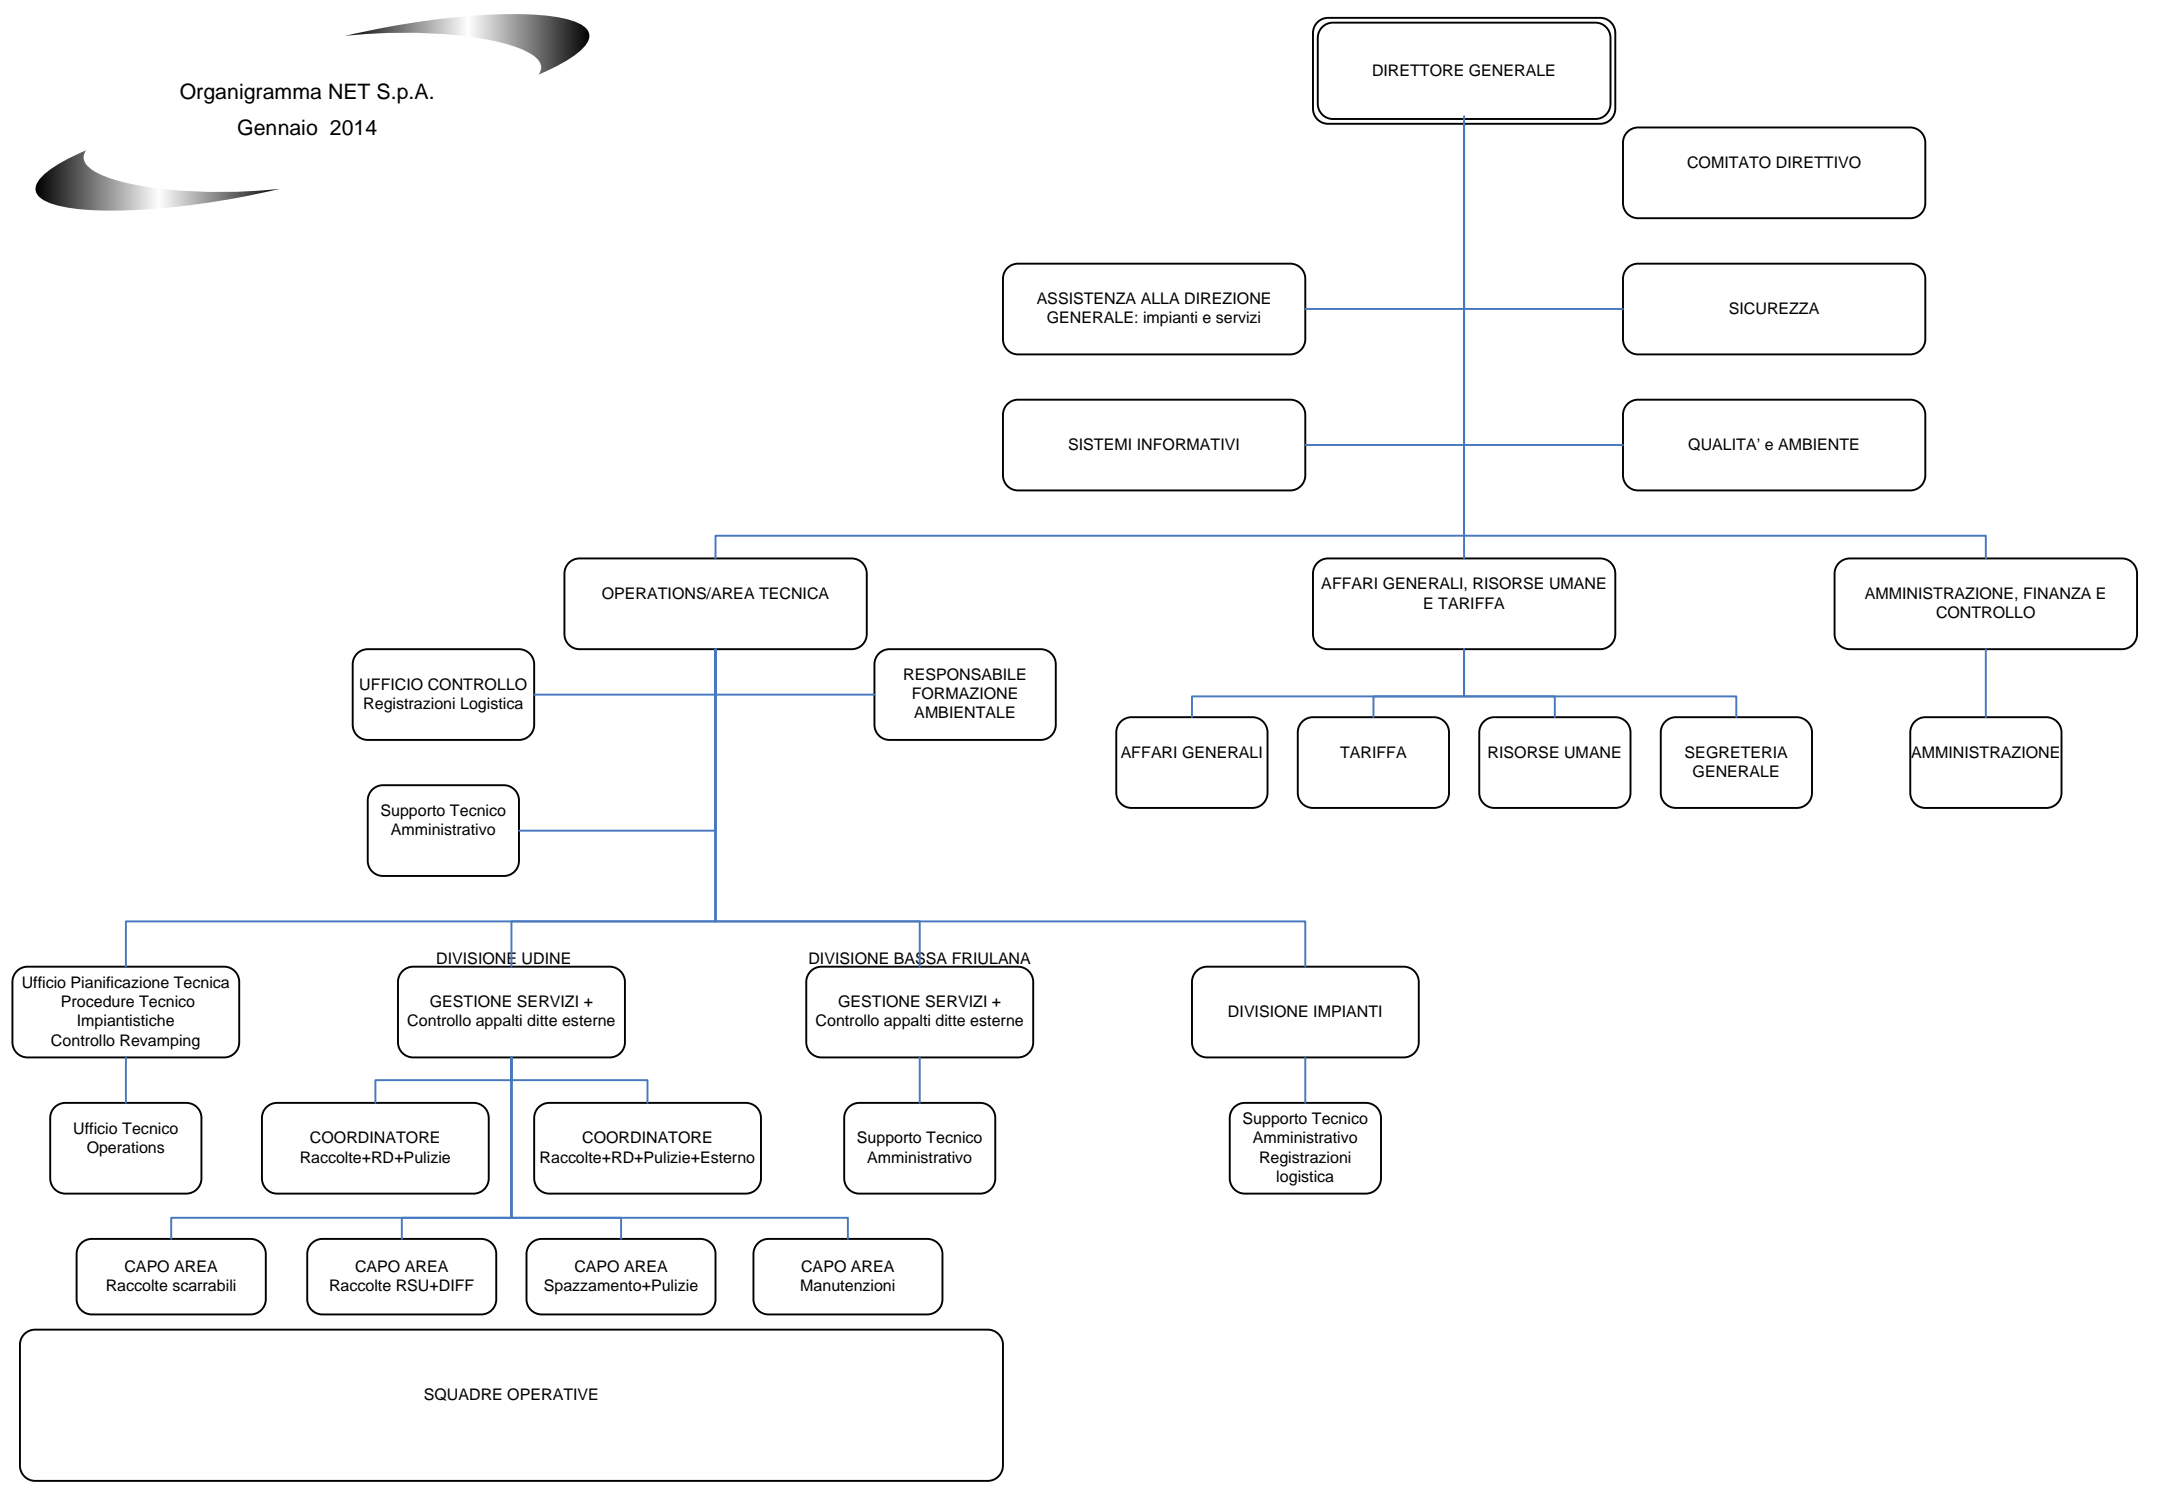 Organigramma NET S.p.A.
Gennaio 2014
DIRETTORE GENERALE
COMITATO DIRETTIVO
ASSISTENZA ALLA DIREZIONE
GENERALE: impianti e servizi
SICUREZZA
SISTEMI INFORMATIVI
QUALITA’ e AMBIENTE
OPERATIONS/AREA TECNICA
AFFARI GENERALI, RISORSE UMANE
E TARIFFA
AMMINISTRAZIONE, FINANZA E
CONTROLLO
UFFICIO CONTROLLO
Registrazioni Logistica
RESPONSABILE
FORMAZIONE
AMBIENTALE
AFFARI GENERALI
TARIFFA
RISORSE UMANE
SEGRETERIA
GENERALE
AMMINISTRAZIONE
Supporto Tecnico
Amministrativo
Ufficio Pianificazione Tecnica
Procedure Tecnico
Impiantistiche
Controllo Revamping
DIVISIONE UDINE
GESTIONE SERVIZI +
Controllo appalti ditte esterne
DIVISIONE BASSA FRIULANA
GESTIONE SERVIZI +
Controllo appalti ditte esterne
DIVISIONE IMPIANTI
Ufficio Tecnico
Operations
COORDINATORE
Raccolte+RD+Pulizie
COORDINATORE
Raccolte+RD+Pulizie+Esterno
Supporto Tecnico
Amministrativo
Supporto Tecnico
Amministrativo
Registrazioni
logistica
CAPO AREA
Raccolte scarrabili
CAPO AREA
Raccolte RSU+DIFF
CAPO AREA
Spazzamento+Pulizie
CAPO AREA
Manutenzioni
SQUADRE OPERATIVE